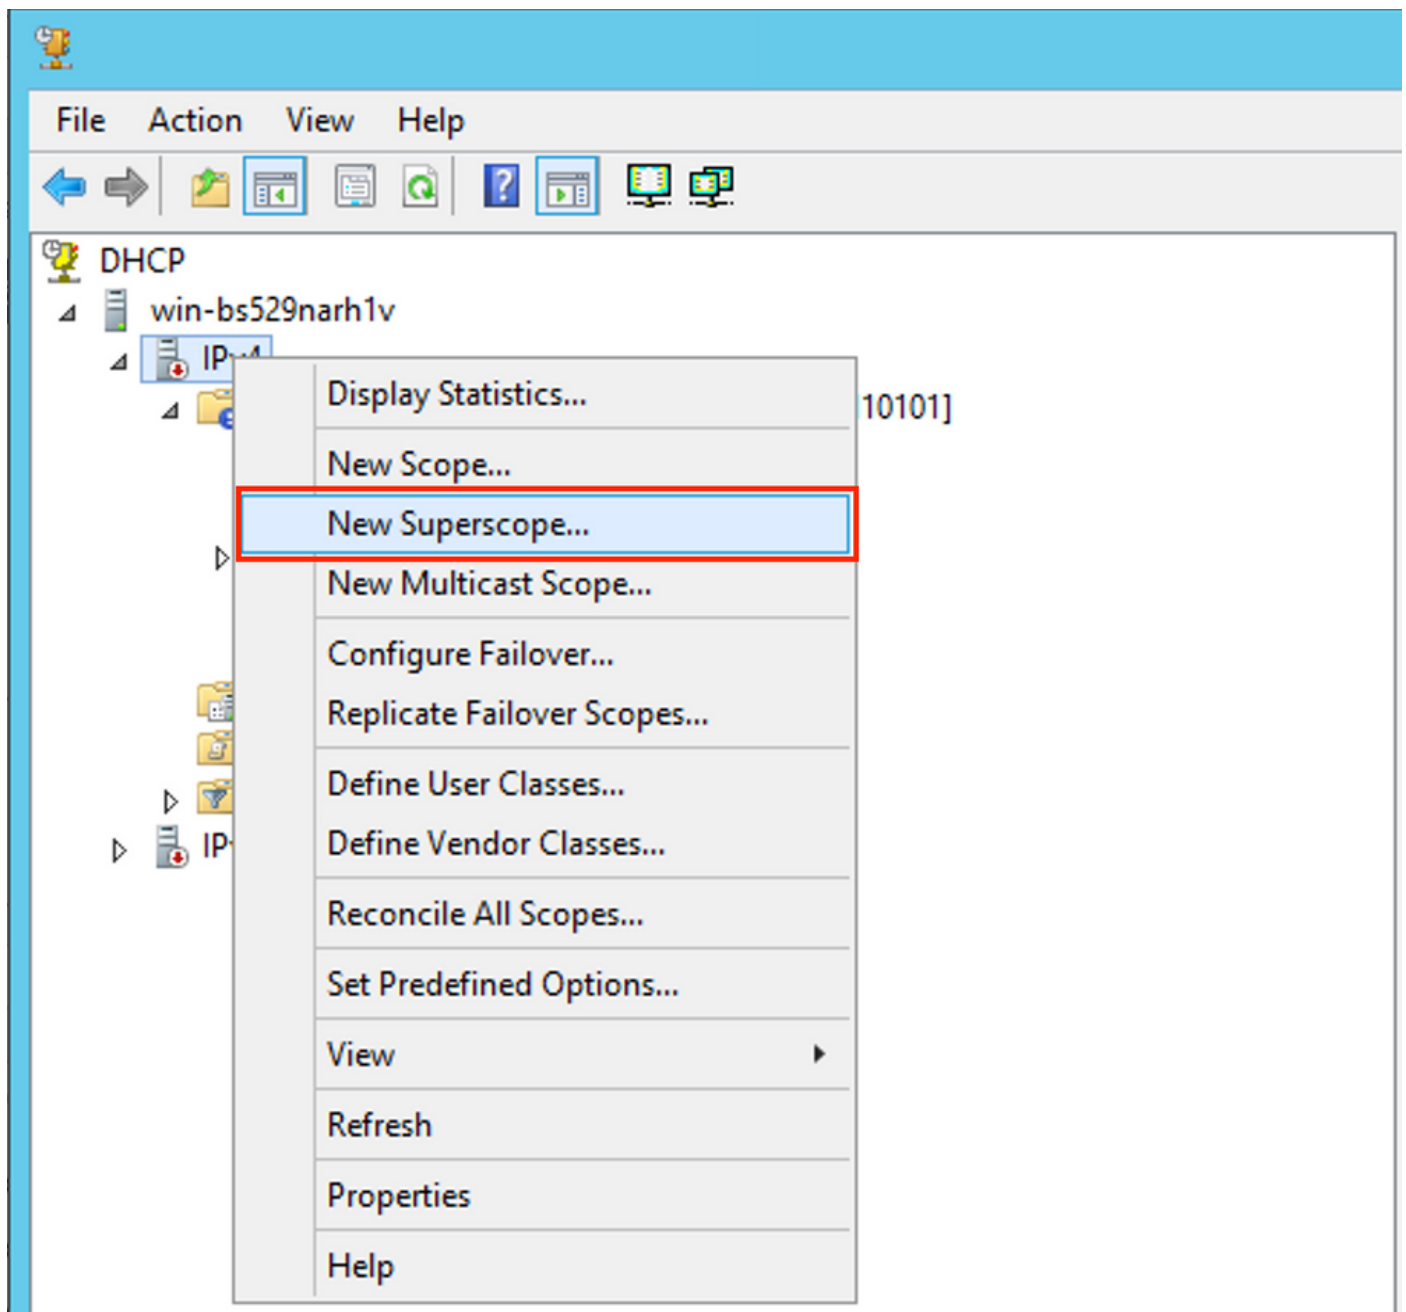 File Action View Help
DHCP
win-bs529narh1v
Display Statistics...
10101]
New Scope...
New Superscope...
New Multicast Scope...
Configure Failover...
Replicate Failover Scopes...
Define User Classes...
Define Vendor Classes...
Reconcile All Scopes...
Set Predefined Options...
View
Refresh
Properties
Help